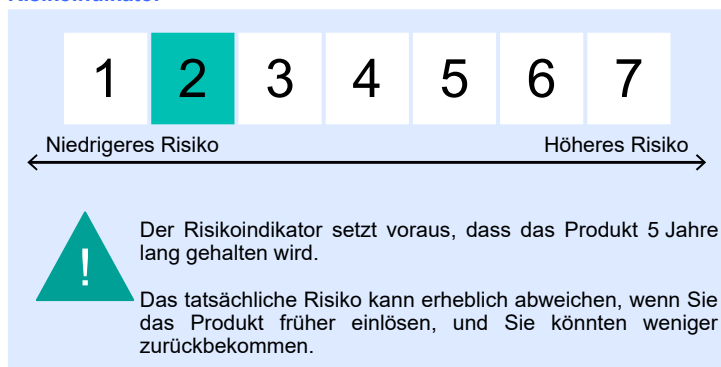 Risikoindikator
1 2 3 4 5 6 7
Niedrigeres Risiko Höheres Risiko
!
Der Risikoindikator setzt voraus, dass das Produkt 5 Jahre
lang gehalten wird.
Das tatsächliche Risiko kann erheblich abweichen, wenn Sie
das Produkt früher einlösen, und Sie könnten weniger
zurückbekommen.